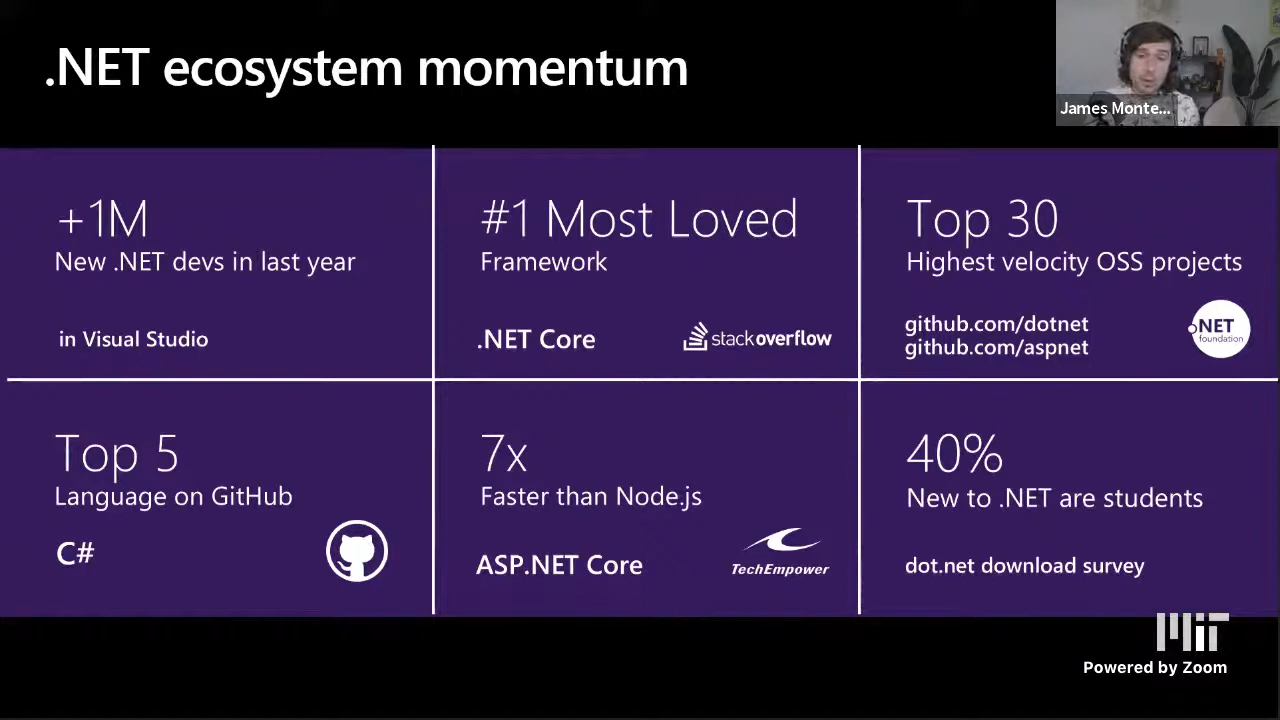 .NET ecosystem momentum
James Monte...
+1M
New .NET devs in last year
in Visual Studio
#1 Most Loved
Framework
.NET Core
stackoverflow
Top 30
Highest velocity OSS projects
github.com/dotnet
github.com/aspnet
.NET
foundation
Top 5
Language on GitHub
C#
7x
Faster than Node.js
ASP.NET Core
TechEmpower
40%
New to .NET are students
dot.net download survey
MIT
Powered by Zoom